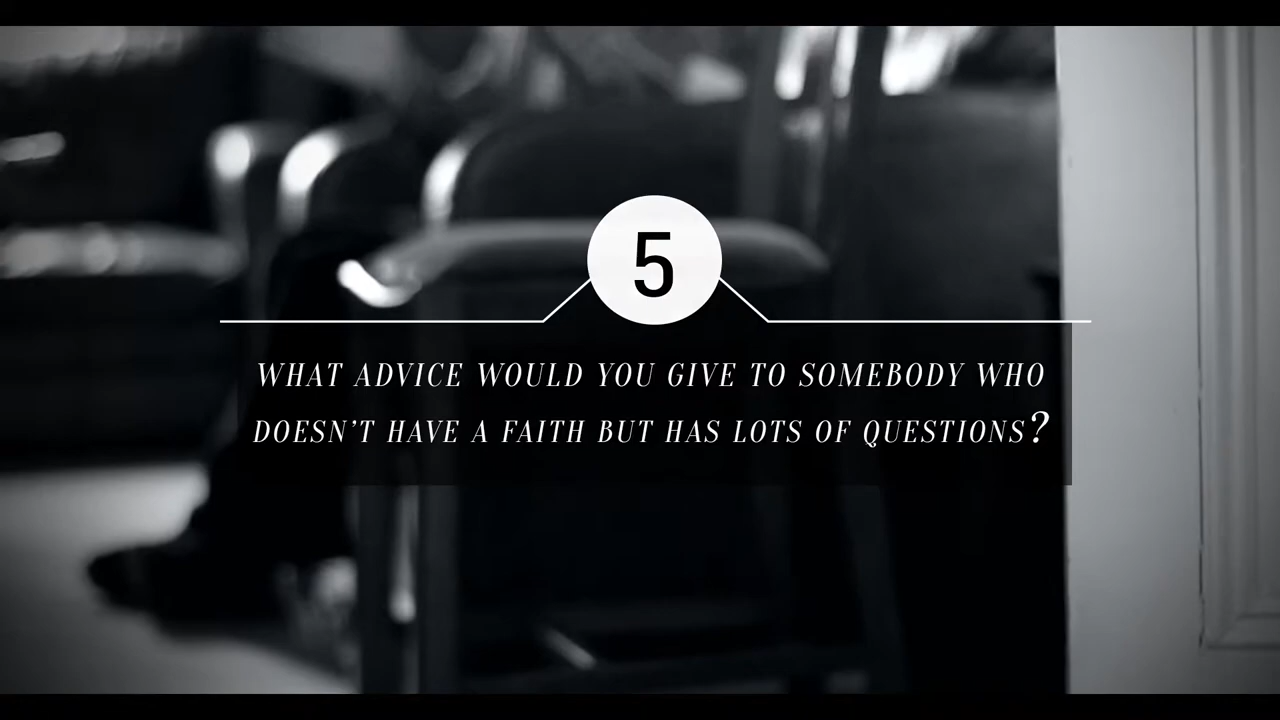 5
WHAT ADVICE WOULD YOU GIVE TO SOMEBODY WHO
DOESN’T HAVE A FAITH BUT HAS LOTS OF QUESTIONS?